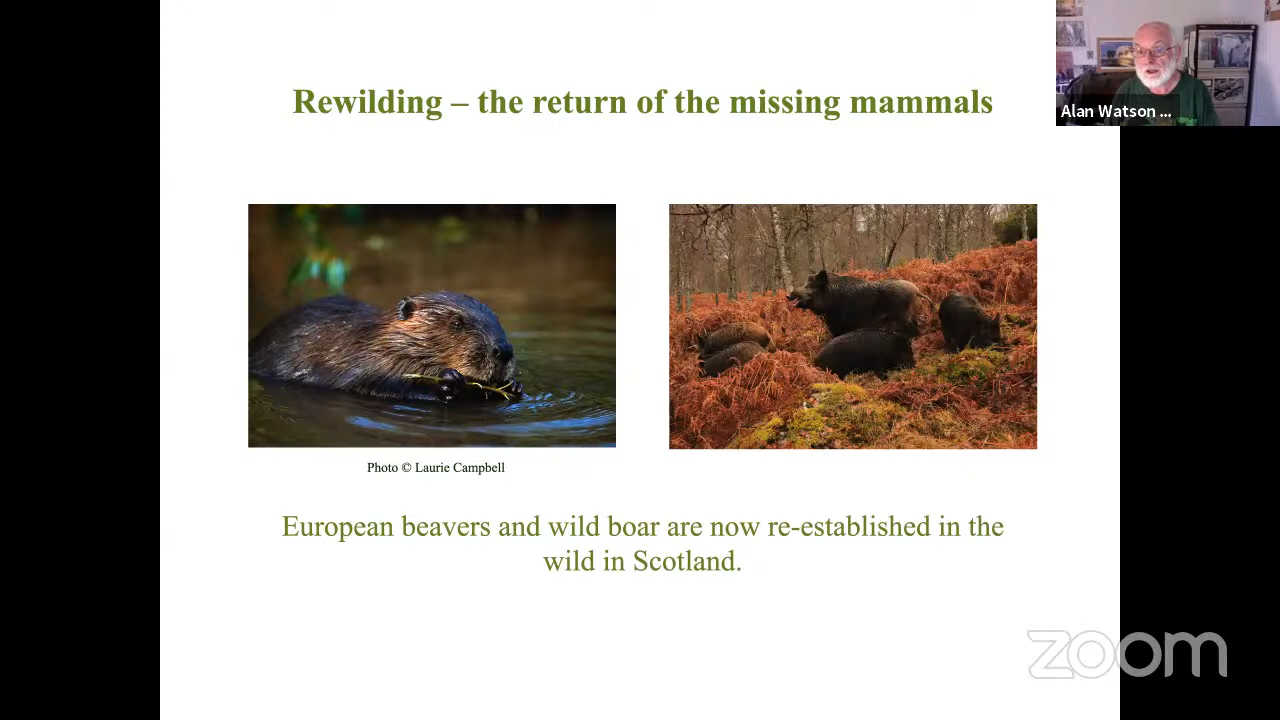 Rewilding – the return of the missing mammals
Alan Watson ...
Photo © Laurie Campbell
European beavers and wild boar are now re-established in the
wild in Scotland.
zoom